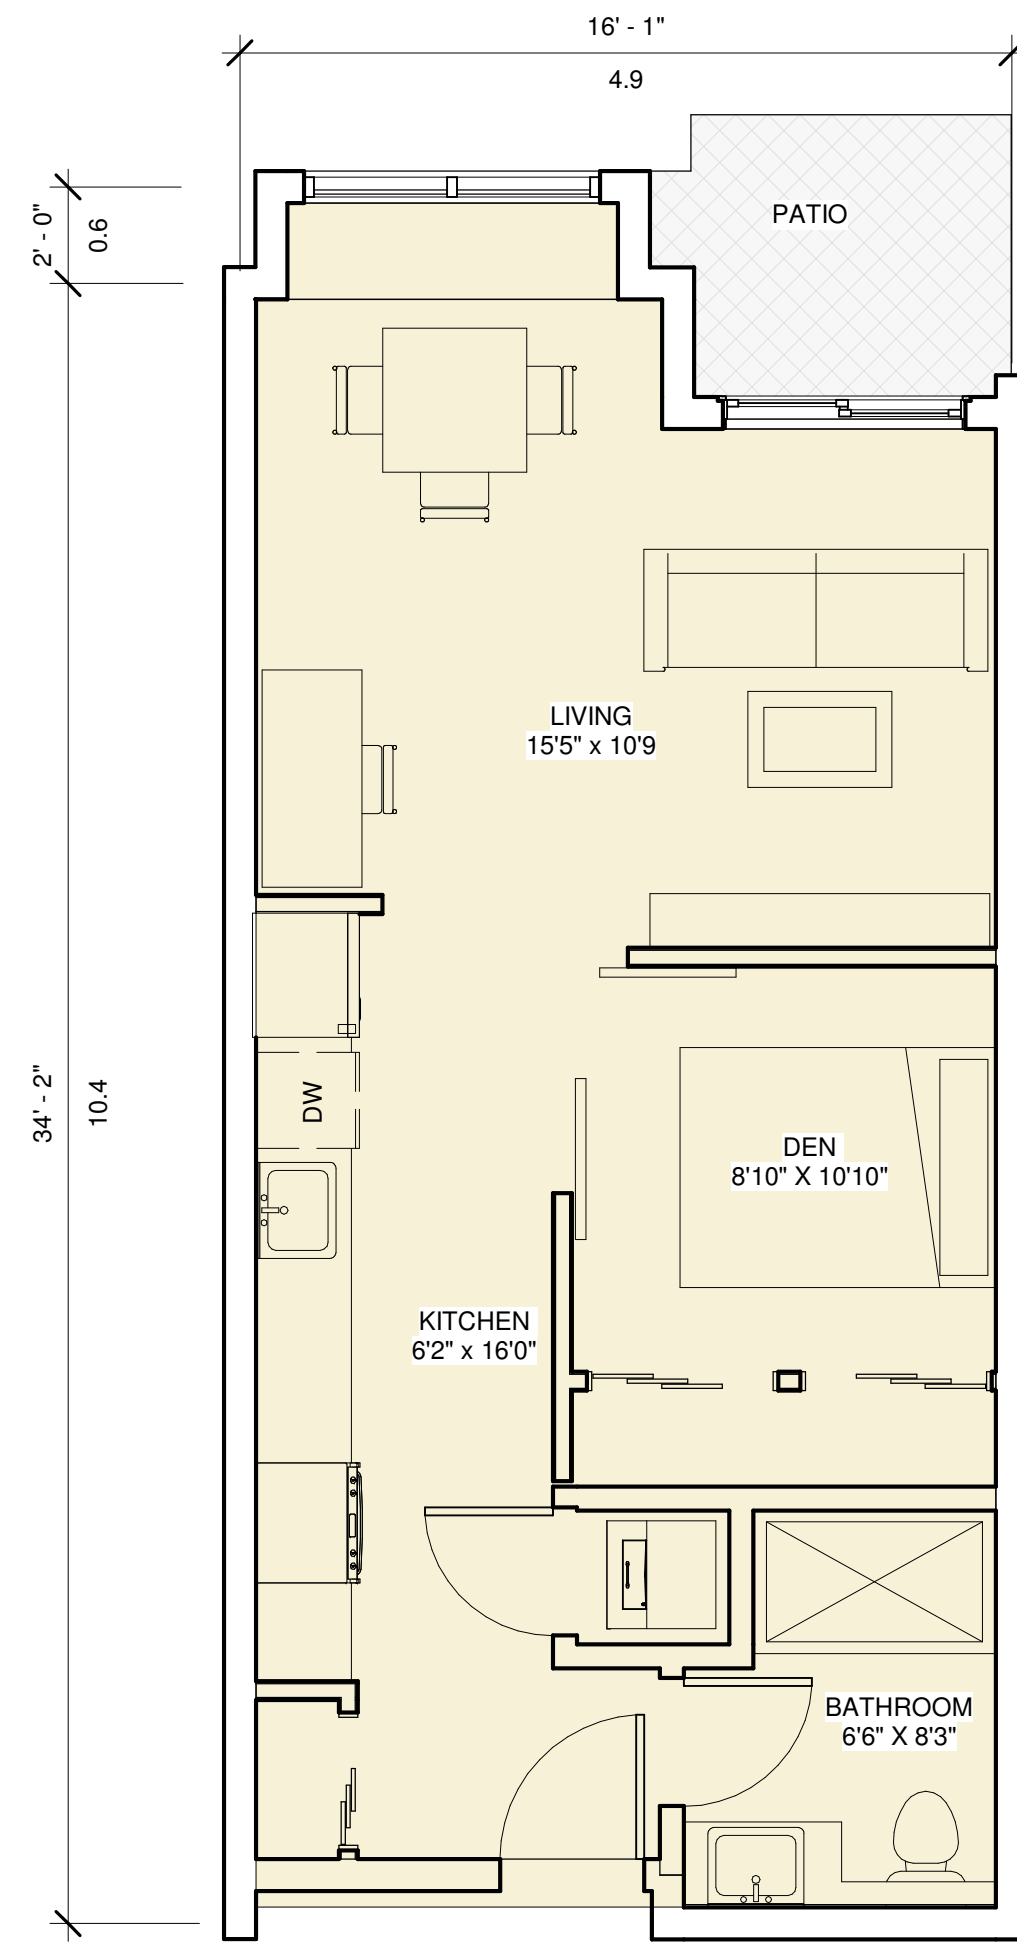 16' - 1"
4.9
PATIO
2' - 0"
0.6
LIVING
15'5" x 10'9
34' - 2"
10.4
DW
DEN
8'10" X 10'10"
KITCHEN
6'2" x 16'0"
BATHROOM
6'6" X 8'3"